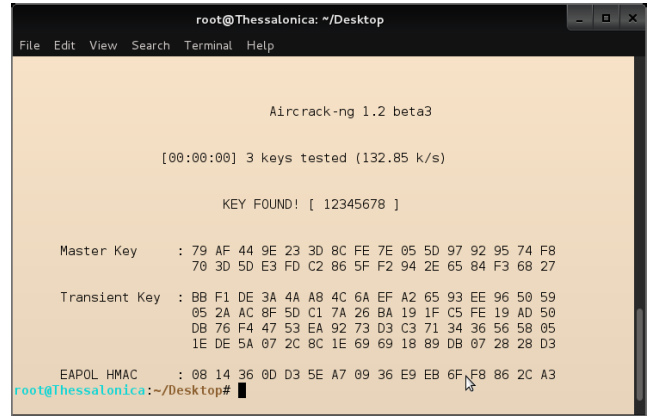 root@Thessalonica: ~/Desktop
File Edit View Search Terminal Help
Aircrack-ng 1.2 beta3
[00:00:00] 3 keys tested (132.85 k/s)
KEY FOUND! [ 12345678 ]
Master Key : 79 AF 44 9E 23 3D 8C FE 7E 05 5D 97 92 95 74 F8
70 3D 5D E3 FD C2 86 5F F2 94 2E 65 84 F3 68 27
Transient Key : BB F1 DE 3A 4A A8 4C 6A EF A2 65 93 EE 96 50 59
05 2A AC 8F 5D C1 7A 26 BA 19 1F C5 FE 19 AD 50
DB 76 F4 47 53 EA 92 73 D3 C3 71 34 36 56 58 05
1E DE 5A 07 2C 8C 1E 69 69 18 89 DB 07 28 28 D3
EAPOL HMAC : 08 14 36 0D D3 5E A7 09 36 E9 EB 6F F8 86 2C A3
root@Thessalonica:~/Desktop#